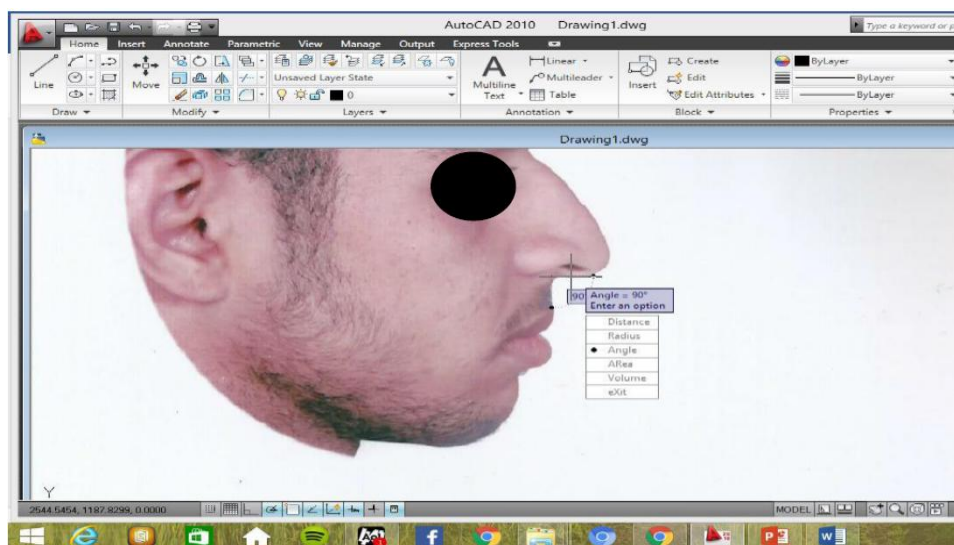 AutoCAD 2010 Drawing1.dwg
Type a keyword or p
Home Insert Annotate Parametric View Manage Output Express Tools
Line
Move
Unsaved Layer State
0
A
Multiline
Text
Linear
Multileader
Table
Insert
Create
Edit
Edit Attributes
ByLayer
ByLayer
ByLayer
Draw Modify Layers Annotation Block Properties
Drawing1.dwg
90
Angle = 90°
Enter an option
Distance
Radius
Angle
ARea
Volume
eXit
Y
2544.5454, 1187.8299, 0.0000
MODEL